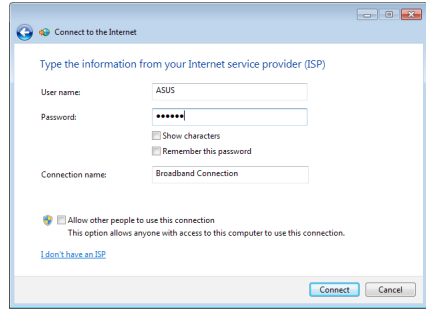 Connect to the Internet
Type the information from your Internet service provider (ISP)
User name: ASUS
Password: ••••••
Show characters
Remember this password
Connection name: Broadband Connection
Allow other people to use this connection
This option allows anyone with access to this computer to use this connection.
I don't have an ISP
Connect Cancel